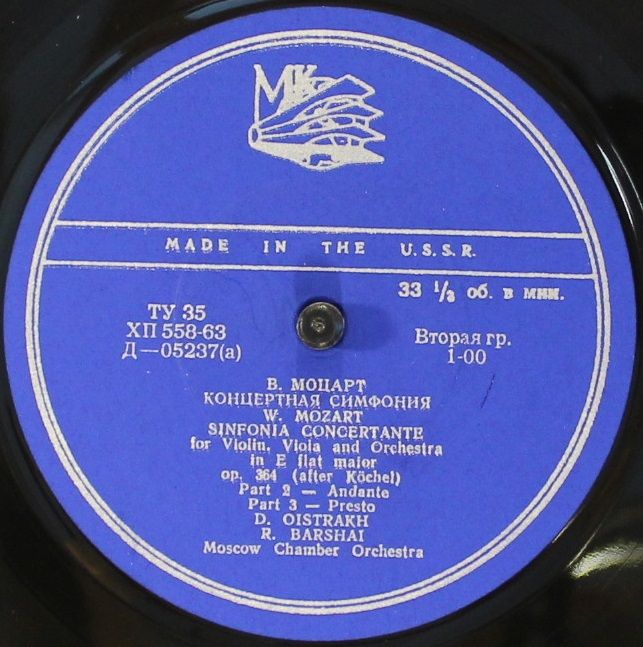 МК
MADE IN THE U.S.S.R.
33 1/3 об. в мин.
ТУ 35
ХП 558-63
Д—05237(а)
Вторая гр.
1-00
В. МОЦАРТ
КОНЦЕРТНАЯ СИМФОНИЯ
W. MOZART
SINFONIA CONCERTANTE
for Violin, Viola and Orchestra
in E flat maior
op. 364 (after Köchel)
Part 2 — Andante
Part 3 — Presto
D. OISTRAKH
R. BARSHAI
Moscow Chamber Orchestra